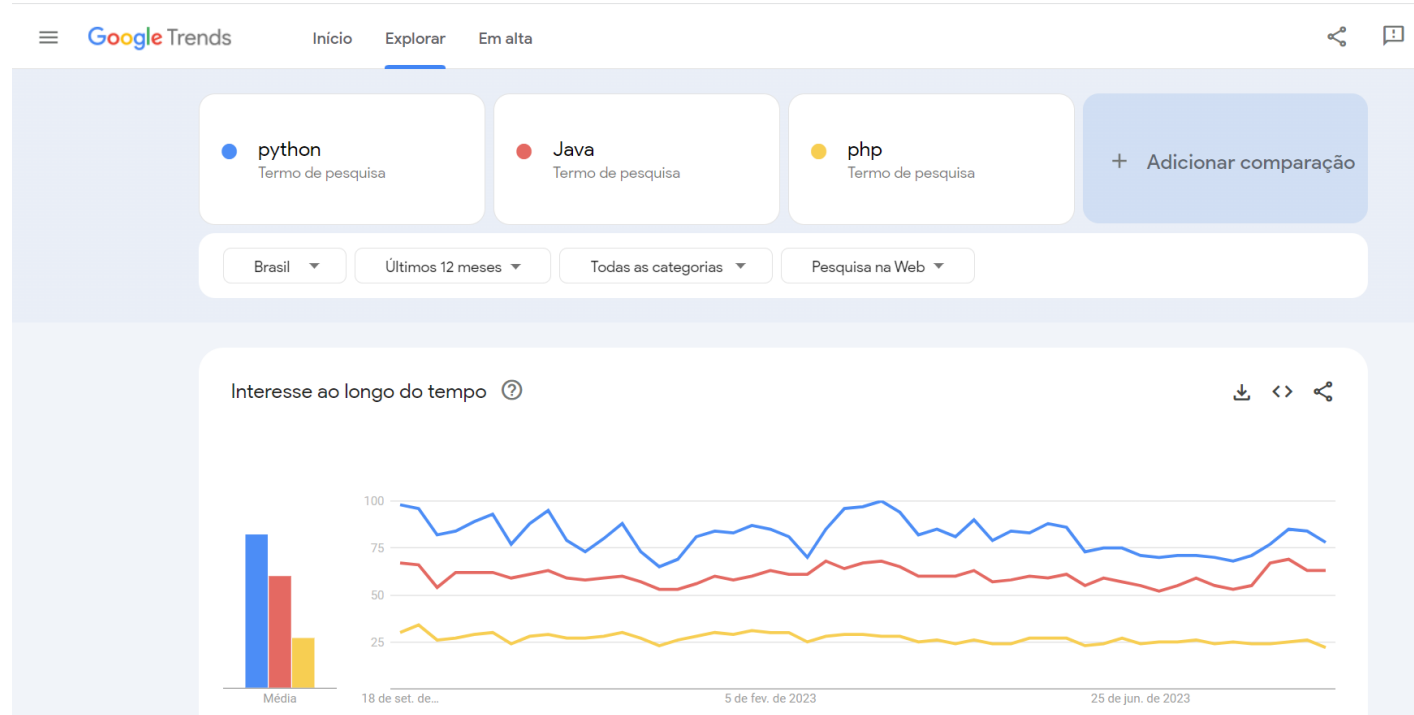 Google Trends Início Explorar Em alta
python Java php
Termo de pesquisa Termo de pesquisa Termo de pesquisa
+ Adicionar comparação
Brasil Últimos 12 meses Todas as categorias Pesquisa na Web
Interesse ao longo do tempo
100
75
50
25
Média 18 de set. de... 5 de fev. de 2023 25 de jun. de 2023